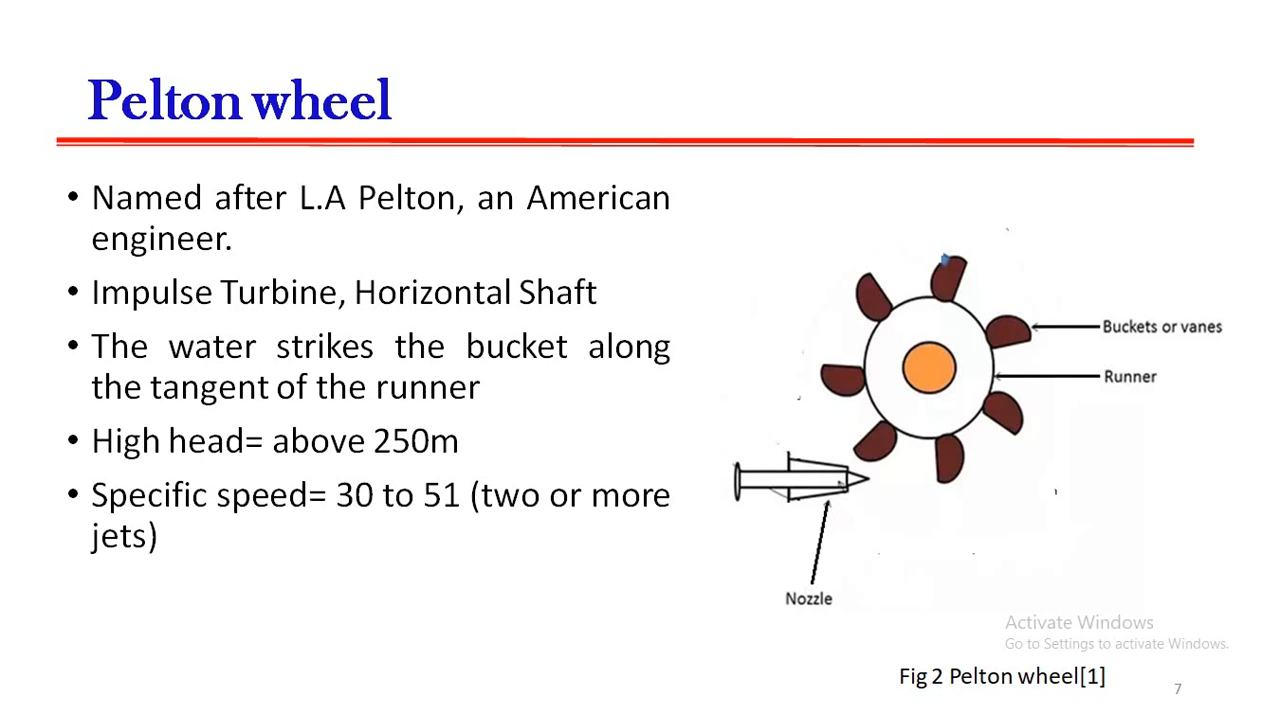 Pelton wheel
• Named after L.A Pelton, an American
engineer.
• Impulse Turbine, Horizontal Shaft
• The water strikes the bucket along
the tangent of the runner
• High head= above 250m
• Specific speed= 30 to 51 (two or more
jets)
Buckets or vanes
Runner
Nozzle
Activate Windows
Go to Settings to activate Windows.
Fig 2 Pelton wheel[1]
7